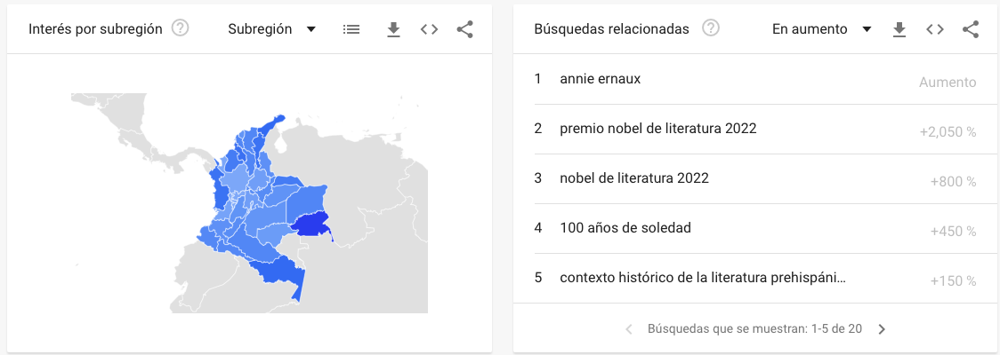 Interés por subregión
Subregión
Búsquedas relacionadas
En aumento
1 annie ernaux Aumento
2 premio nobel de literatura 2022 +2,050 %
3 nobel de literatura 2022 +800 %
4 100 años de soledad +450 %
5 contexto histórico de la literatura prehispáni... +150 %
Búsquedas que se muestran: 1-5 de 20